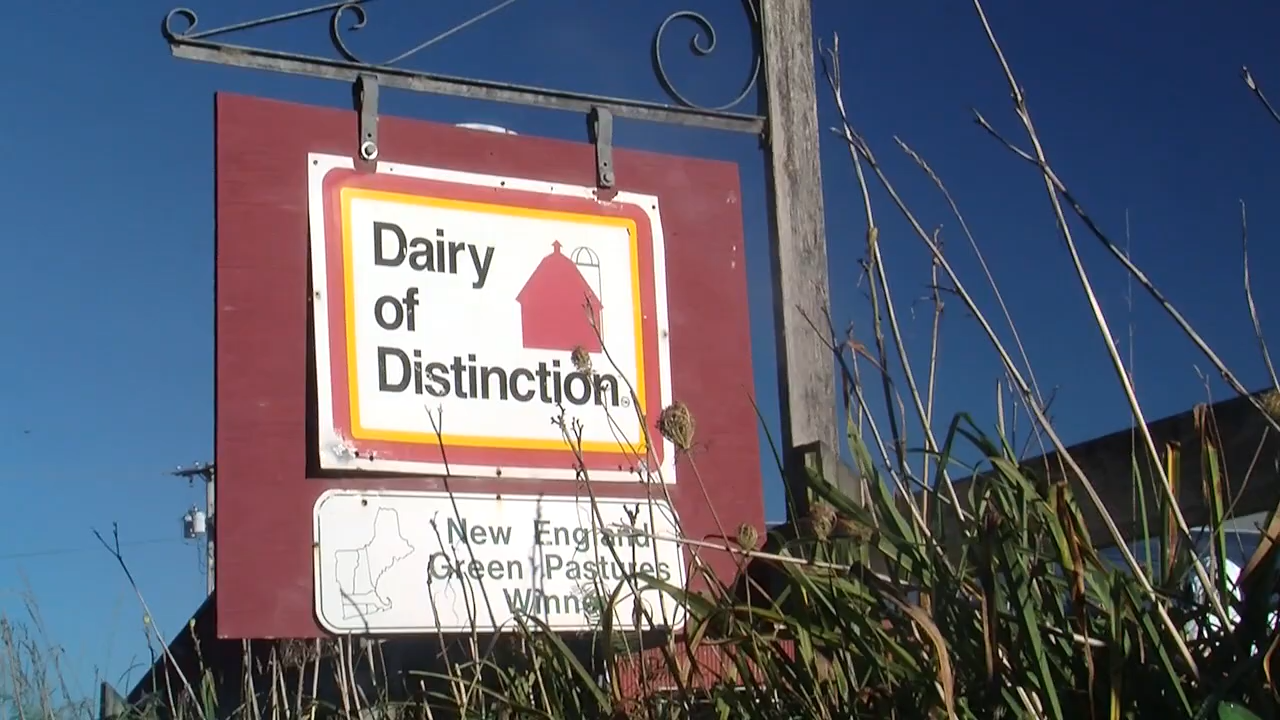 Dairy
of
Distinction
New England
Green Pastures
Winner